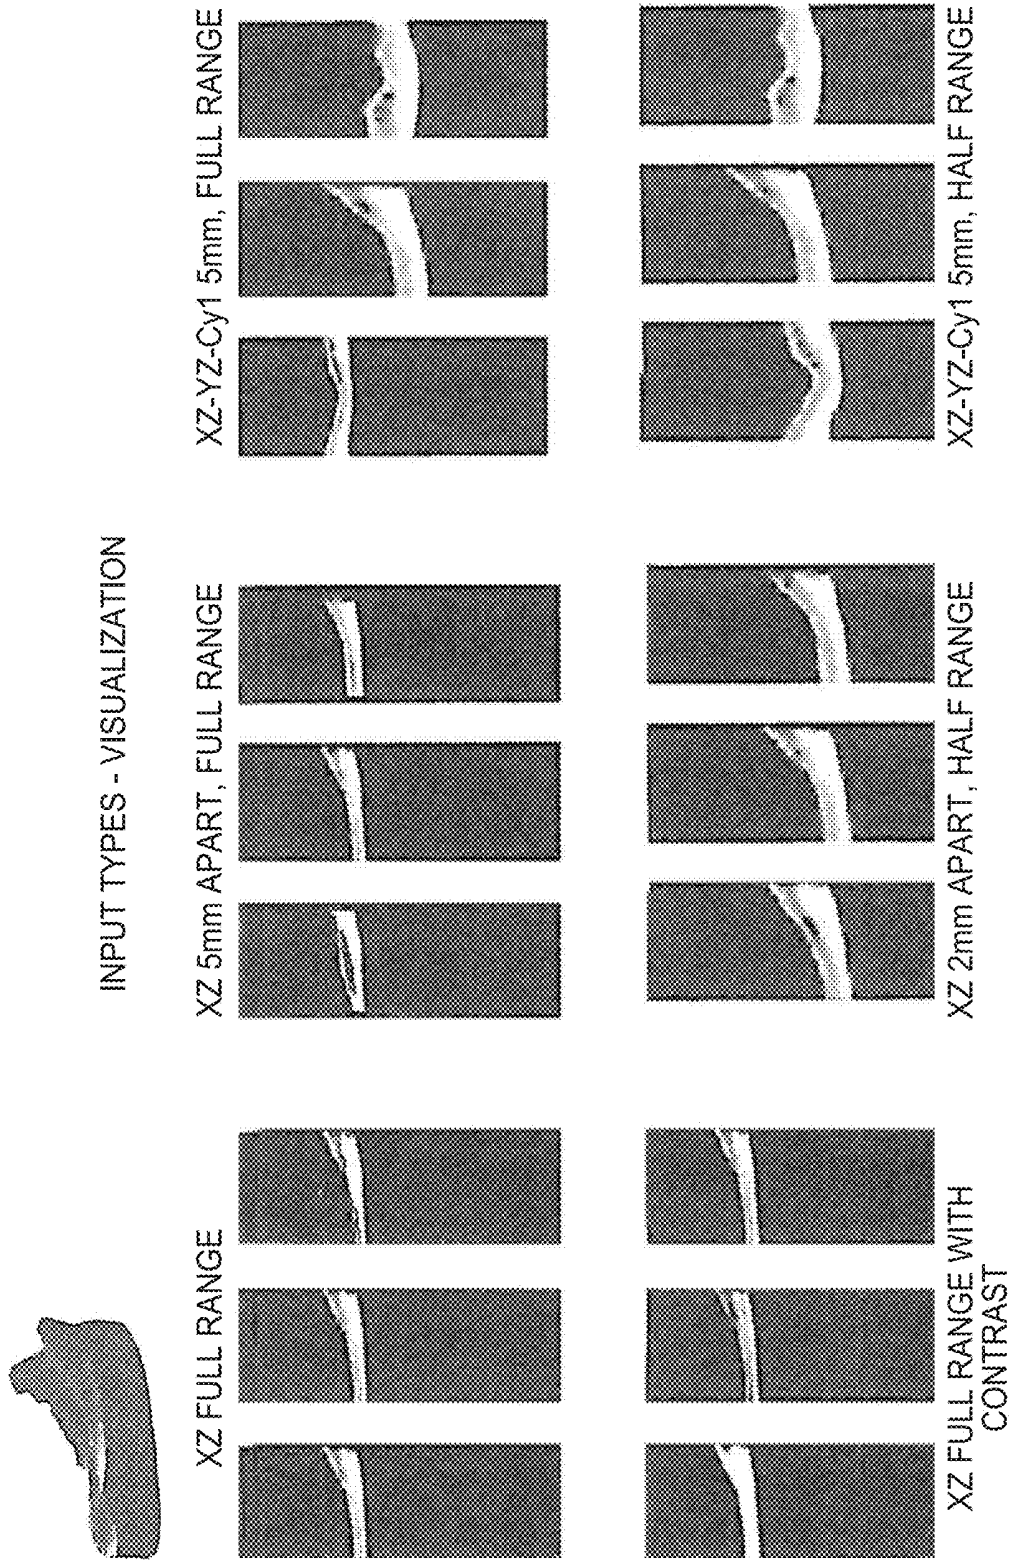 INPUT TYPES - VISUALIZATION
XZ FULL RANGE
XZ 5mm APART, FULL RANGE
XZ-YZ-Cy1 5mm, FULL RANGE
XZ FULL RANGE WITH
CONTRAST
XZ 2mm APART, HALF RANGE
XZ-YZ-Cy1 5mm, HALF RANGE